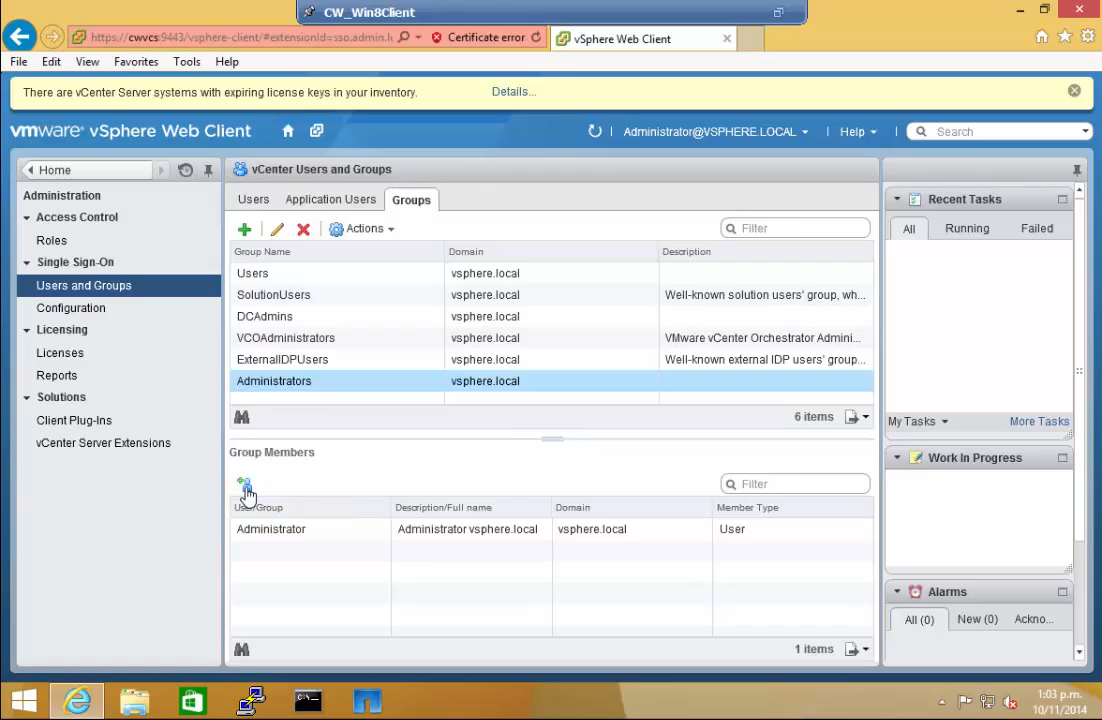 CW_Win8Client
https://cwvcs:9443/vsphere-client/#extensionId=sso.admin.l
Certificate error
vSphere Web Client
File Edit View Favorites Tools Help
There are vCenter Server systems with expiring license keys in your inventory. Details...
vmware® vSphere Web Client
Administrator@VSPHERE.LOCAL
Help
Search
Home
Administration
Access Control
Roles
Single Sign-On
Users and Groups
Configuration
Licensing
Licenses
Reports
Solutions
Client Plug-Ins
vCenter Server Extensions
vCenter Users and Groups
Users Application Users Groups
Actions
Filter
Group Name Domain Description
Users vsphere.local
SolutionUsers vsphere.local Well-known solution users' group, wh...
DCAdmins vsphere.local
VCOAdministrators vsphere.local VMware vCenter Orchestrator Admini...
ExternalIDPUsers vsphere.local Well-known external IDP users' group...
Administrators vsphere.local
6 items
Group Members
Filter
User/Group Description/Full name Domain Member Type
Administrator Administrator vsphere.local vsphere.local User
1 items
Recent Tasks
All Running Failed
My Tasks More Tasks
Work In Progress
Alarms
All (0) New (0) Ackno...
1:03 p.m.
10/11/2014